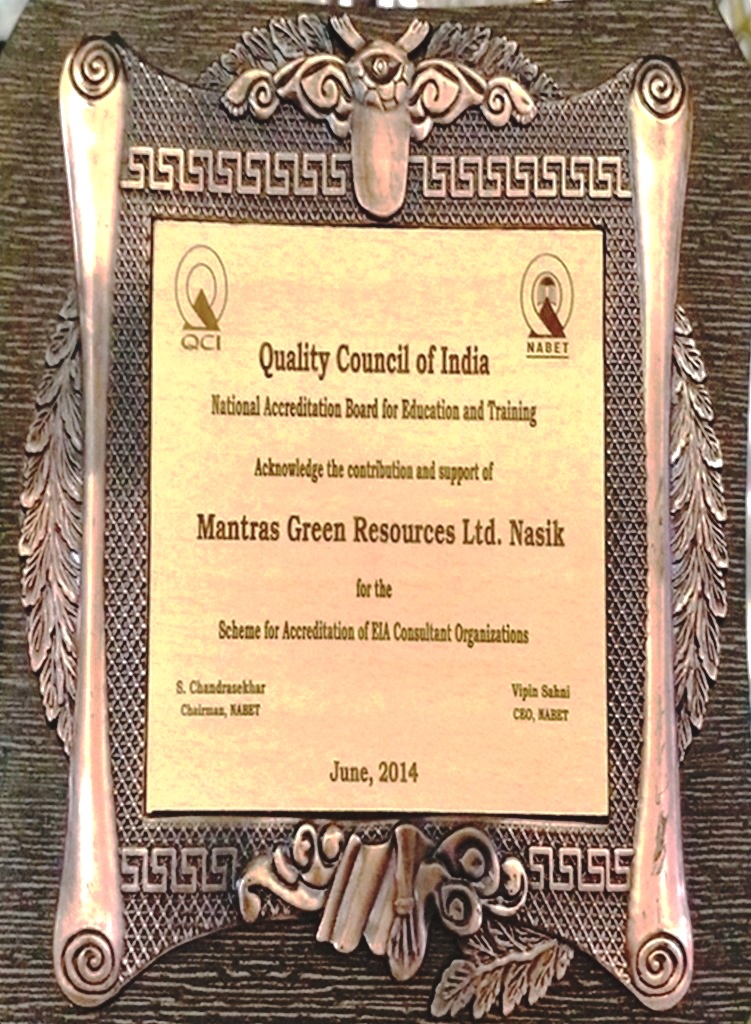 QCI
NABET
Quality Council of India
National Accreditation Board for Education and Training
Acknowledge the contribution and support of
Mantras Green Resources Ltd. Nasik
for the
Scheme for Accreditation of EIA Consultant Organizations
S. Chandrasekhar
Chairman, NABET
Vipin Sahni
CEO, NABET
June, 2014